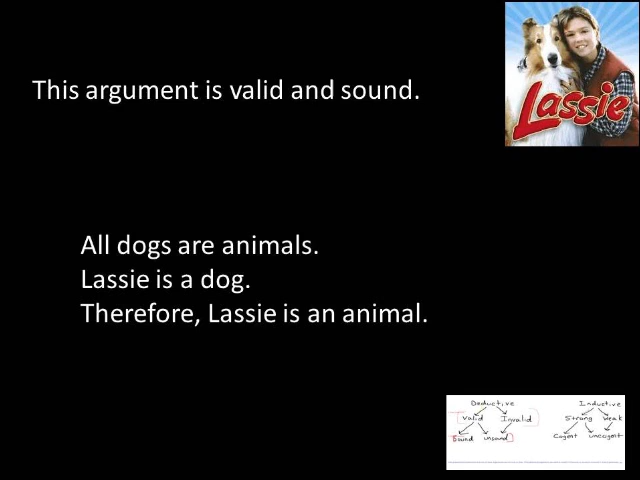 Lassie
This argument is valid and sound.
All dogs are animals.
Lassie is a dog.
Therefore, Lassie is an animal.
Deductive Inductive
Valid Invalid Strong Weak
Sound unsound Cogent uncogent